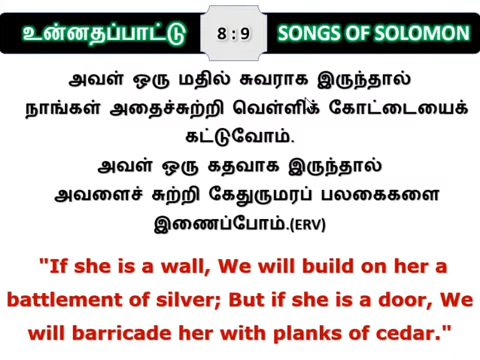 உன்னதப்பாட்டு 8 : 9 SONGS OF SOLOMON
அவள் ஒரு மதில் சுவராக இருந்தால்
நாங்கள் அதைச்சுற்றி வெள்ளிக் கோட்டையைக்
கட்டுவோம்.
அவள் ஒரு கதவாக இருந்தால்
அவளைச் சுற்றி கேதுருமரப் பலகைகளை
இணைப்போம்.(ERV)
"If she is a wall, We will build on her a
battlement of silver; But if she is a door, We
will barricade her with planks of cedar."